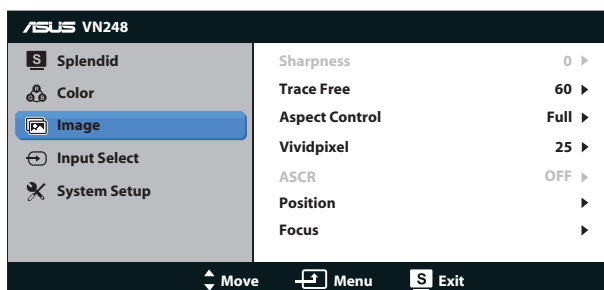 ASUS VN248
S Splendid
Color
Image
Input Select
System Setup
Sharpness 0
Trace Free 60
Aspect Control Full
Vividpixel 25
ASCR OFF
Position
Focus
Move Menu S Exit